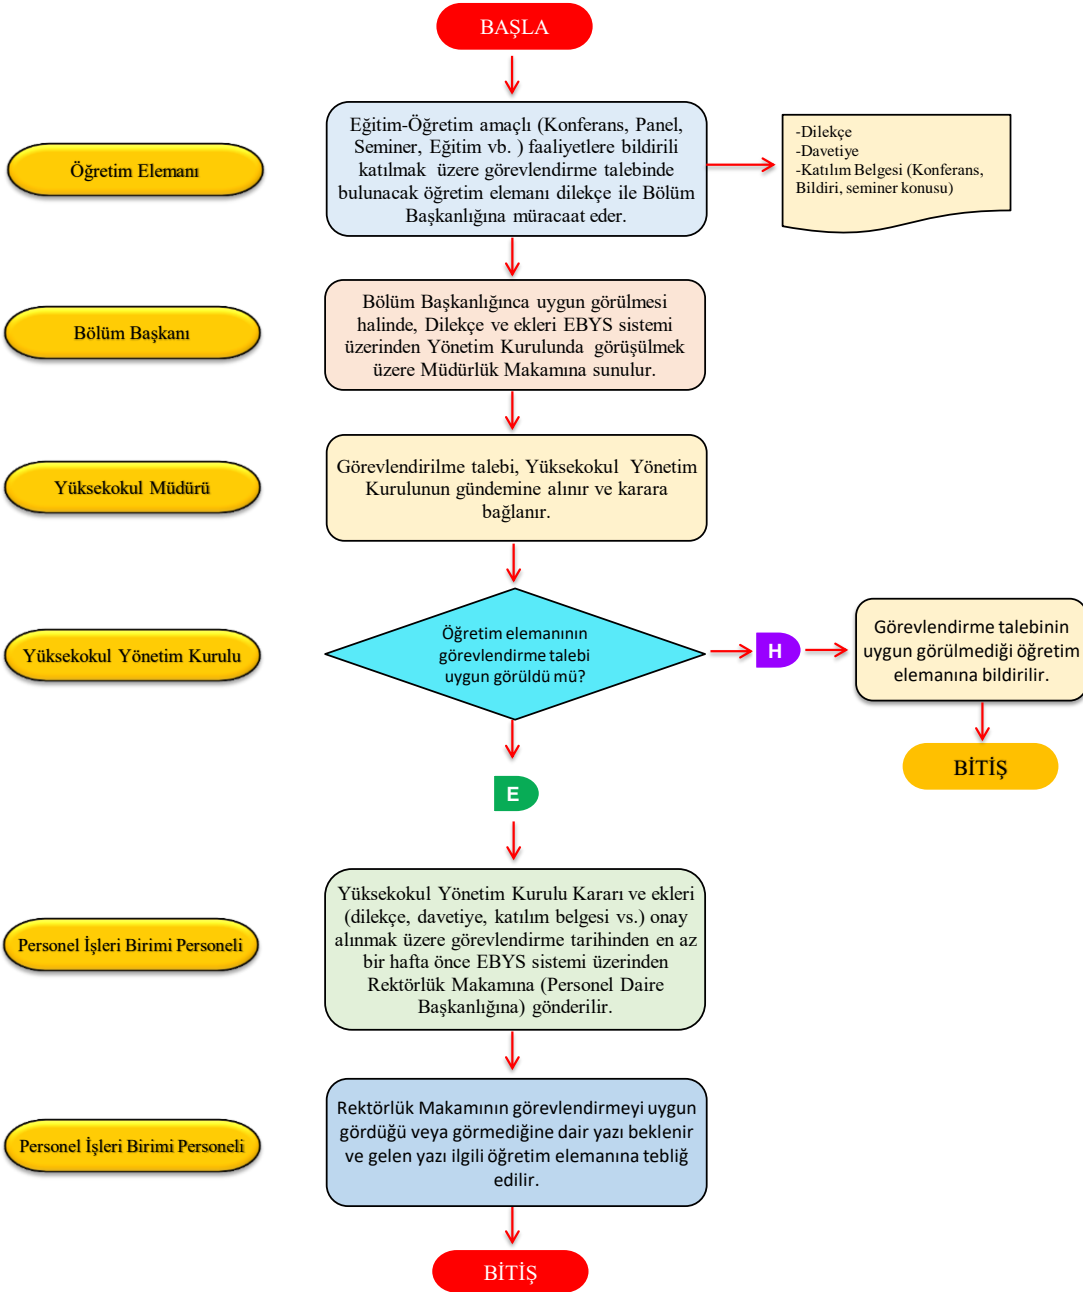 BAŞLA
Öğretim Elemanı
Eğitim-Öğretim amaçlı (Konferans, Panel,
Seminer, Eğitim vb. ) faaliyetlere bildirili
katılmak üzere görevlendirme talebinde
bulunacak öğretim elemanı dilekçe ile Bölüm
Başkanlığına müracaat eder.
-Dilekçe
-Davetiye
-Katılım Belgesi (Konferans,
Bildiri, seminer konusu)
Bölüm Başkanı
Bölüm Başkanlığınca uygun görülmesi
halinde, Dilekçe ve ekleri EBYS sistemi
üzerinden Yönetim Kurulunda görüşülmek
üzere Müdürlük Makamına sunulur.
Yüksekokul Müdürü
Görevlendirilme talebi, Yüksekokul Yönetim
Kurulunun gündemine alınır ve karara
bağlanır.
Yüksekokul Yönetim Kurulu
Öğretim elemanının
görevlendirme talebi
uygun görüldü mü?
H
Görevlendirme talebinin
uygun görülmediği öğretim
elemanına bildirilir.
BİTİŞ
E
Personel İşleri Birimi Personeli
Yüksekokul Yönetim Kurulu Kararı ve ekleri
(dilekçe, davetiye, katılım belgesi vs.) onay
alınmak üzere görevlendirme tarihinden en az
bir hafta önce EBYS sistemi üzerinden
Rektörlük Makamına (Personel Daire
Başkanlığına) gönderilir.
Personel İşleri Birimi Personeli
Rektörlük Makamının görevlendirmeyi uygun
gördüğü veya görmediğine dair yazı beklenir
ve gelen yazı ilgili öğretim elemanına tebliğ
edilir.
BİTİŞ